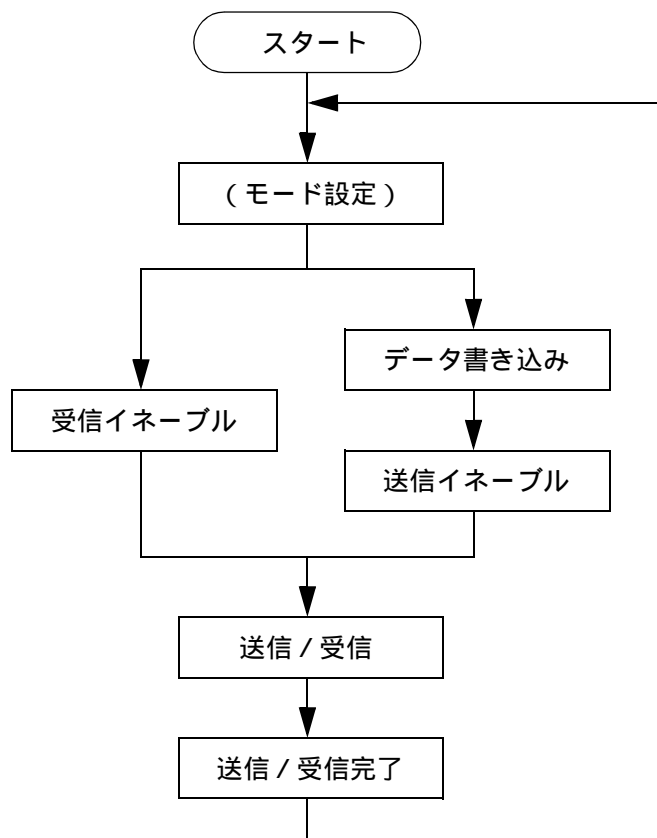 スタート
(モード設定)
データ書き込み
受信イネーブル
送信イネーブル
送信/受信
送信/受信完了